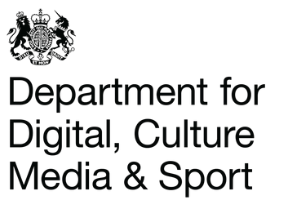 Department for
Digital, Culture
Media & Sport